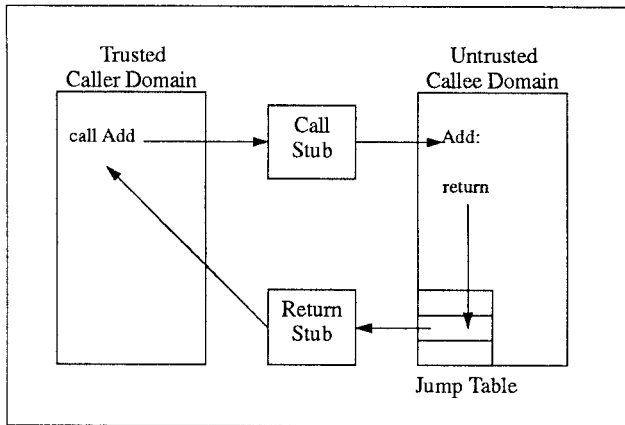 Trusted
Caller Domain
Untrusted
Callee Domain
call Add
Call
Stub
Add:
return
Return
Stub
Jump Table